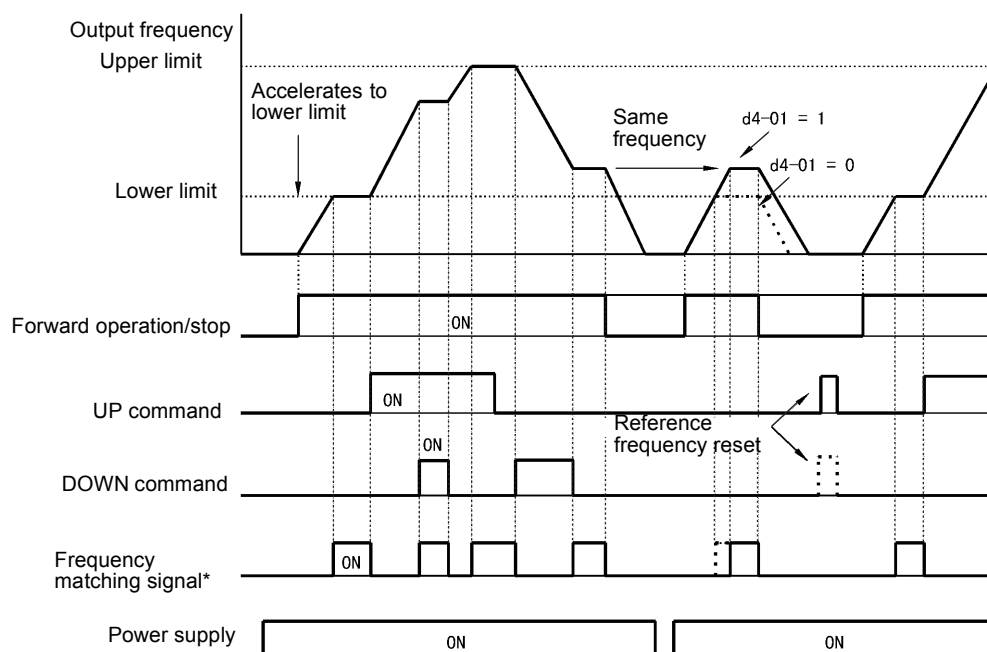 Output frequency
Upper limit
Accelerates to
lower limit
Same
frequency
d4-01 = 1
d4-01 = 0
Lower limit
Forward operation/stop
ON
UP command
ON
Reference
frequency reset
ON
DOWN command
Frequency
matching signal*
ON
Power supply
ON
ON